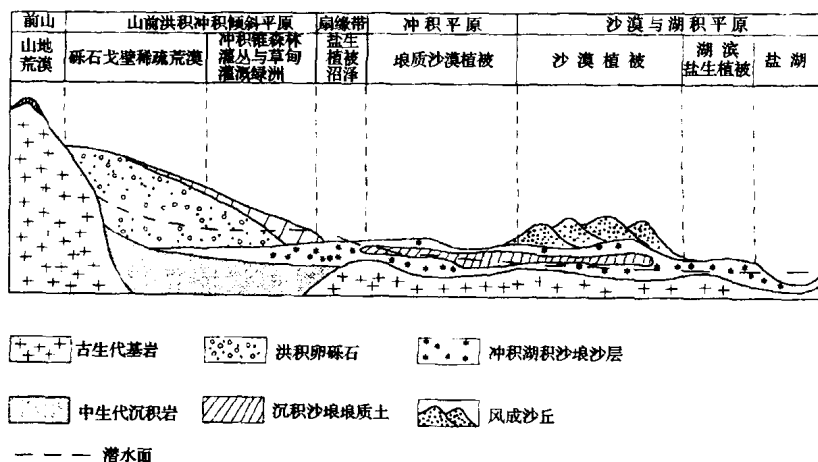 前山
山前洪积冲积倾斜平原
扇缘带
冲积平原
沙漠与湖积平原
山地
荒漠
砾石戈壁稀疏荒漠
冲积锥森林
灌丛与草甸
灌溉绿洲
盐生
植被
沼泽
埌质沙漠植被
沙漠植被
湖滨
盐生植被
盐湖
古生代基岩
洪积卵砾石
冲积湖积沙埌沙层
中生代沉积岩
沉积沙埌埌质土
风成沙丘
潜水面